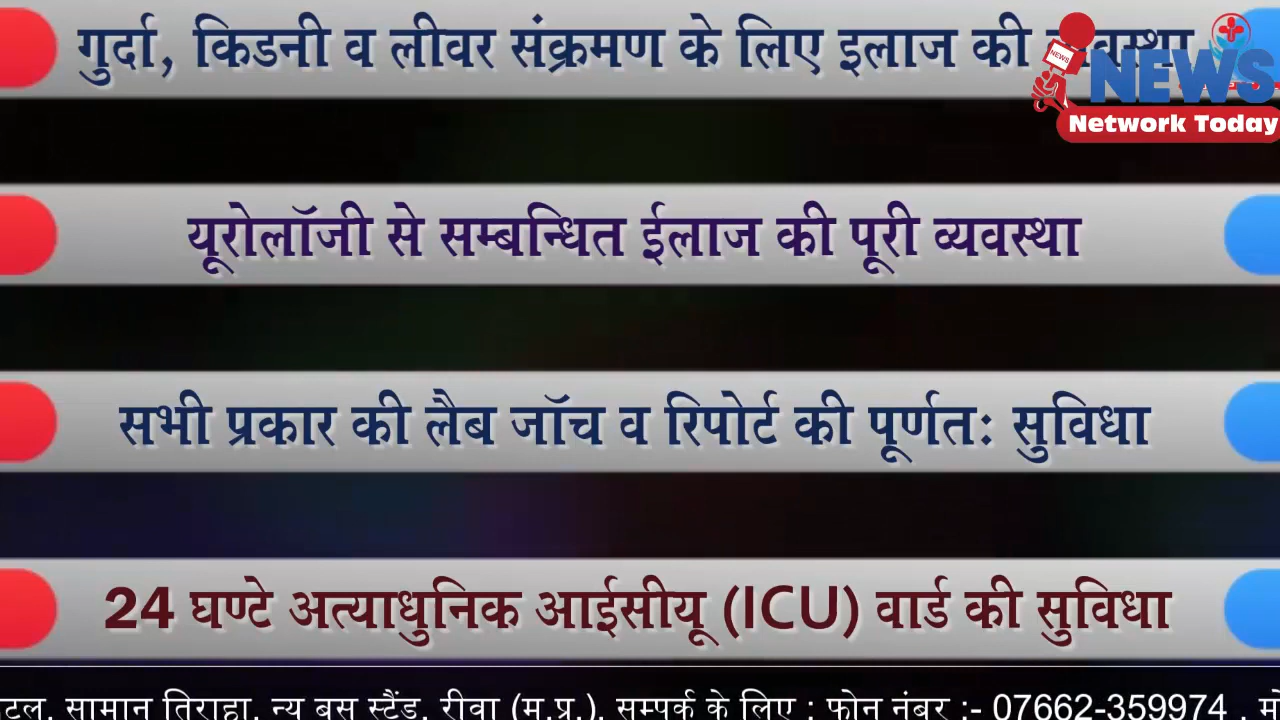 गुर्दा, किडनी व लीवर संक्रमण के लिए इलाज की
NEWS
NEWS
Network Today
यूरोलॉजी से सम्बन्धित ईलाज की पूरी व्यवस्था
सभी प्रकार की लैब जॉच व रिपोर्ट की पूर्णतः सुविधा
24 घण्टे अत्याधुनिक आईसीयू (ICU) वार्ड की सुविधा
सामान तिराहा, न्यू बस स्टैंड, रीवा (म.प्र.), सम्पर्क के लिए : फोन नंबर :- 07662-359974 ,